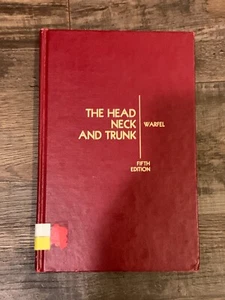 THE HEAD
NECK
AND TRUNK
WARFEL
FIFTH
EDITION